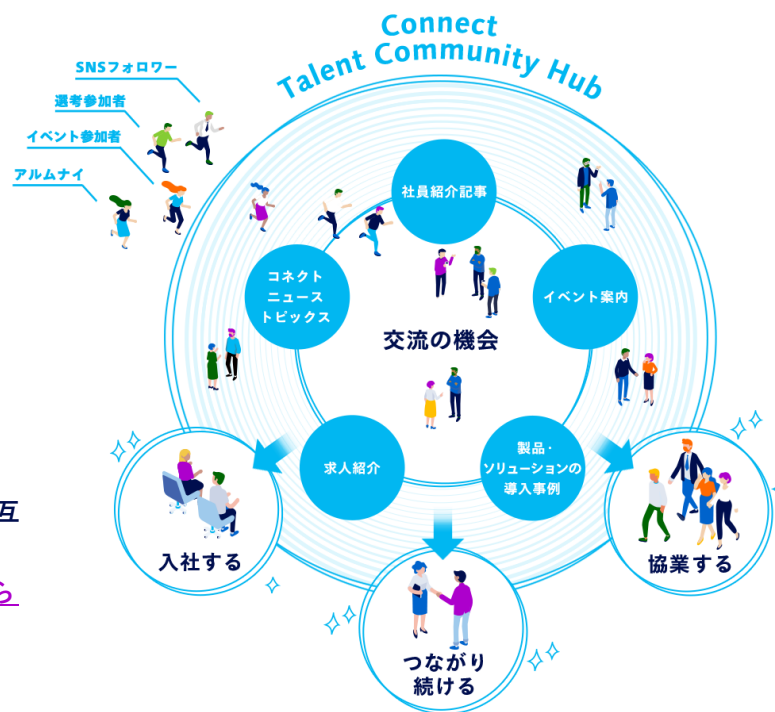 Connect
Talent Community Hub
SNSフォロワー
選考参加者
イベント参加者
アルムナイ
社員紹介記事
コネクト
ニュース
トピックス
イベント案内
交流の機会
求人紹介
製品・
ソリューションの
導入事例
互
入社する
協業する
ら
つながり
続ける